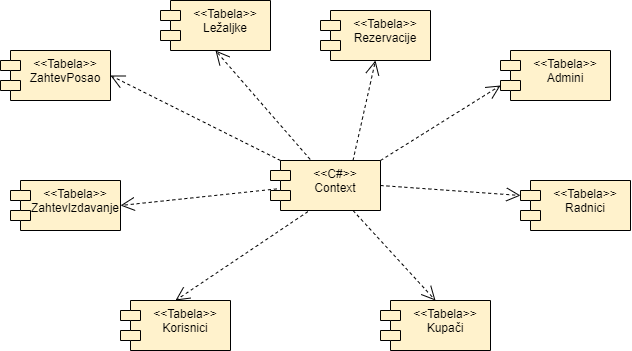 <<Tabela>>
Ležaljke
<<Tabela>>
Rezervacije
<<Tabela>>
ZahtevPosao
<<Tabela>>
Admini
<<C#>>
Context
<<Tabela>>
ZahtevIzdavanje
<<Tabela>>
Radnici
<<Tabela>>
Korisnici
<<Tabela>>
Kupači